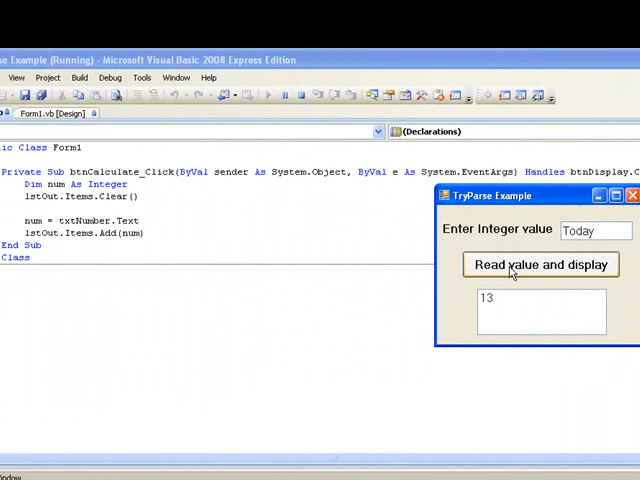 se Example (Running) - Microsoft Visual Basic 2008 Express Edition
View Project Build Debug Tools Window Help
Form1.vb [Design]
(Declarations)
lic Class Form1
Private Sub btnCalculate_Click(ByVal sender As System.Object, ByVal e As System.EventArgs) Handles btnDisplay.C
Dim num As Integer
lstOut.Items.Clear()
num = txtNumber.Text
lstOut.Items.Add(num)
End Sub
Class
TryParse Example
Enter Integer value Today
Read value and display
13
indow